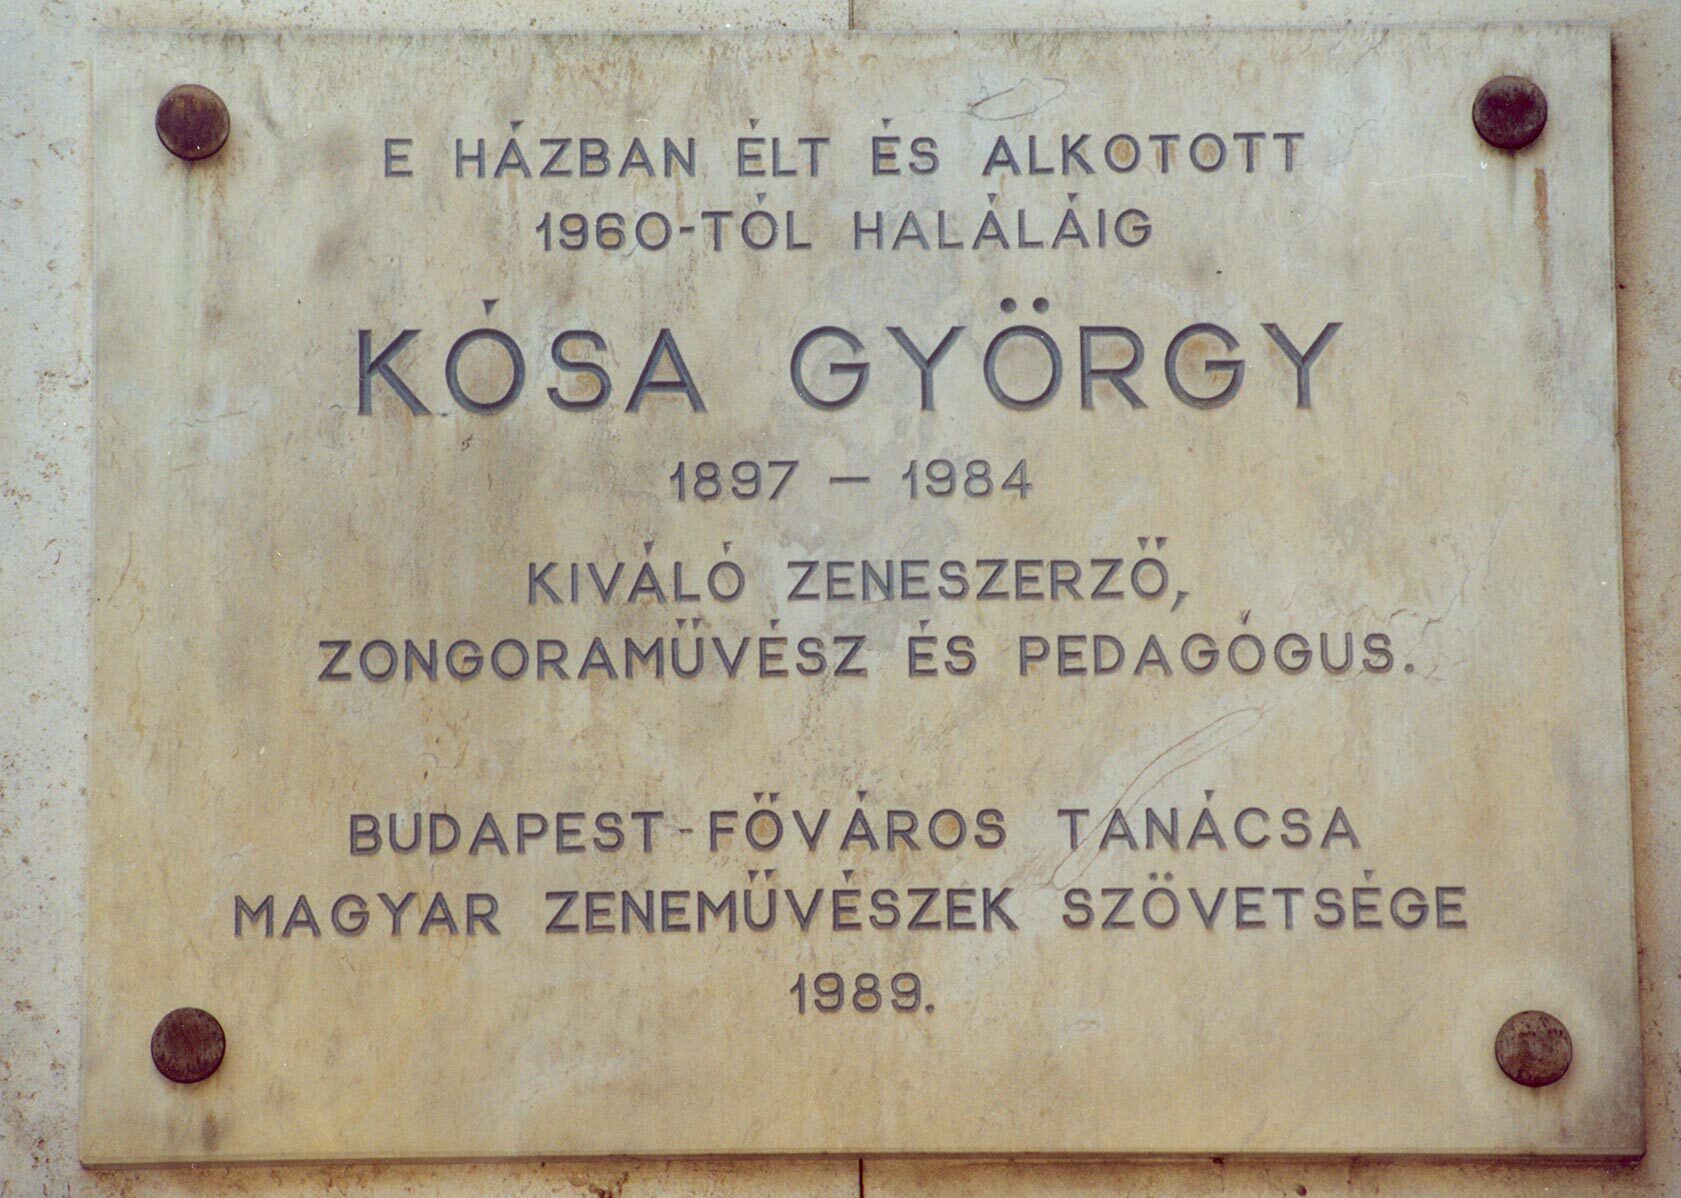 E HÁZBAN ÉLT ÉS ALKOTOTT
1960-TÓL HALÁLÁIG
KÓSA GYÖRGY
1897 – 1984
KIVÁLÓ ZENESZERZŐ,
ZONGORAMŰVÉSZ ÉS PEDAGÓGUS.
BUDAPEST-FŐVÁROS TANÁCSA
MAGYAR ZENEMŰVÉSZEK SZÖVETSÉGE
1989.